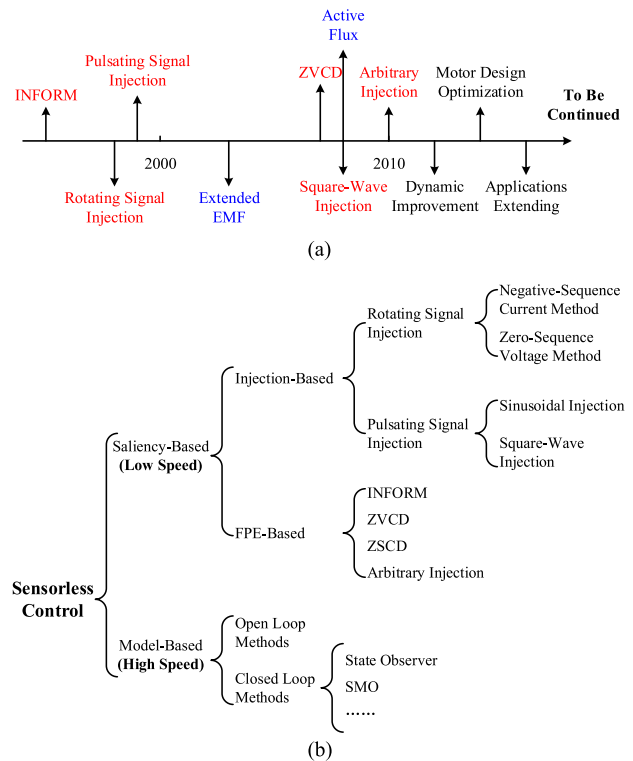 Active
Flux
Pulsating Signal
Injection
ZVCD
Arbitrary
Injection
Motor Design
Optimization
INFORM
To Be
Continued
2000
2010
Rotating Signal
Injection
Extended
EMF
Square-Wave
Injection
Dynamic
Improvement
Applications
Extending
(a)
Negative-Sequence
Current Method
Rotating Signal
Injection
Zero-Sequence
Voltage Method
Injection-Based
Sinusoidal Injection
Pulsating Signal
Injection
Square-Wave
Injection
Saliency-Based
(Low Speed)
INFORM
ZVCD
FPE-Based
ZSCD
Arbitrary Injection
Sensorless
Control
Open Loop
Methods
Model-Based
(High Speed)
State Observer
Closed Loop
Methods
SMO
......
(b)